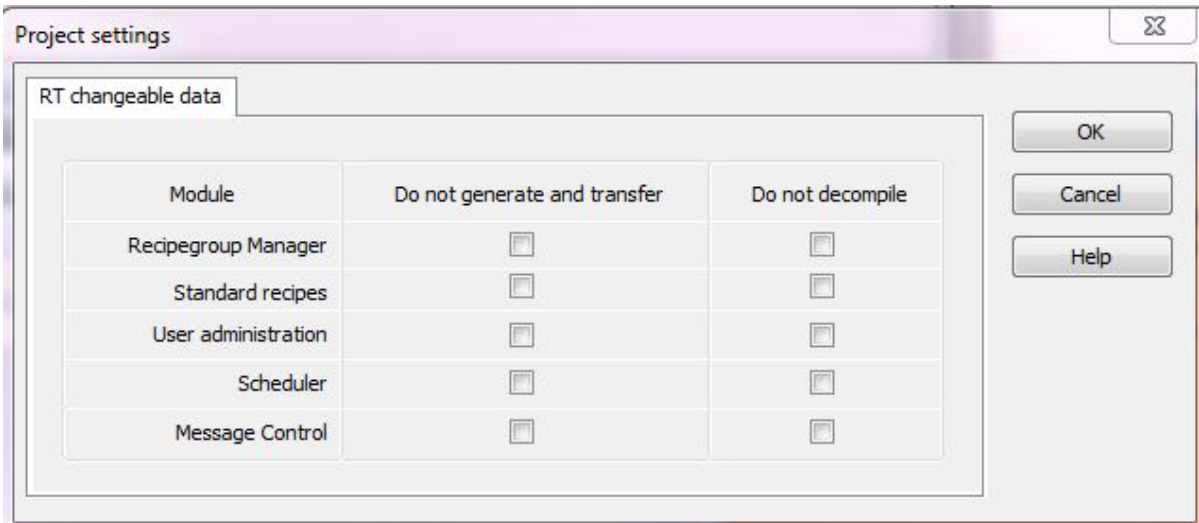 Project settings
RT changeable data
OK
Module Do not generate and transfer Do not decompile
Cancel
Recipegroup Manager
Help
Standard recipes
User administration
Scheduler
Message Control